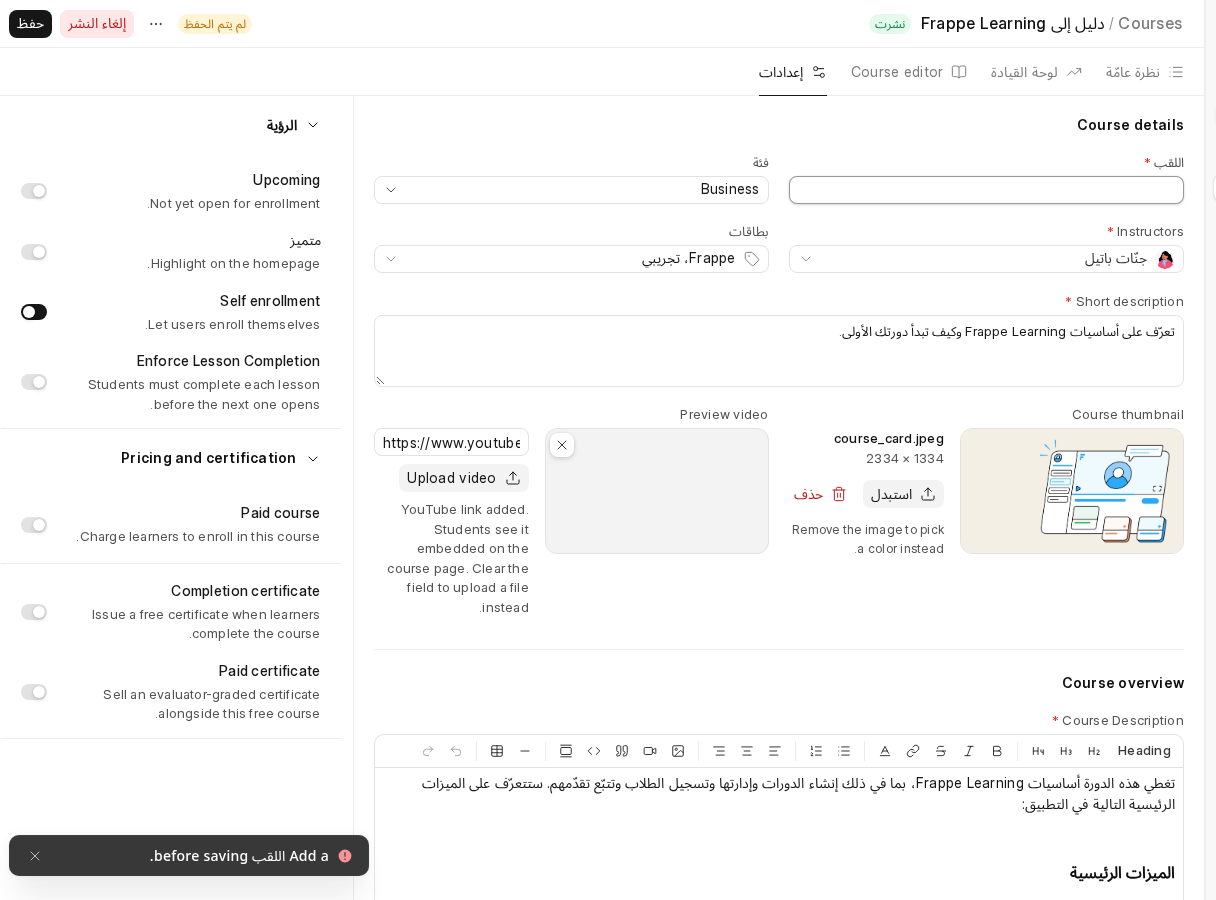 Courses / دليل إلى Frappe Learning
نشرت
لم يتم الحفظ
إلغاء النشر
حفظ
نظرة عامّة
لوحة القيادة
Course editor
إعدادات
Course details
اللقب *
فئة
Business
Instructors *
جنّات باتيل
بطاقات
Frappe، تجريبي
Short description *
تعرّف على أساسيات Frappe Learning وكيف تبدأ دورتك الأولى.
Course thumbnail
course_card.jpeg
2334 × 1334
استبدل
حذف
Remove the image to pick
a color instead.
Preview video
https://www.youtube
Upload video
YouTube link added.
Students see it
embedded on the
course page. Clear the
field to upload a file
instead.
Course overview
Course Description *
Heading
H2
H3
H4
تغطي هذه الدورة أساسيات Frappe Learning، بما في ذلك إنشاء الدورات وإدارتها وتسجيل الطلاب وتتبّع تقدّمهم. ستتعرّف على الميزات
الرئيسية التالية في التطبيق:
الميزات الرئيسية
الرؤية
Upcoming
Not yet open for enrollment.
متميز
Highlight on the homepage.
Self enrollment
Let users enroll themselves.
Enforce Lesson Completion
Students must complete each lesson
before the next one opens.
Pricing and certification
Paid course
Charge learners to enroll in this course.
Completion certificate
Issue a free certificate when learners
complete the course.
Paid certificate
Sell an evaluator-graded certificate
alongside this free course.
Add a اللقب before saving.